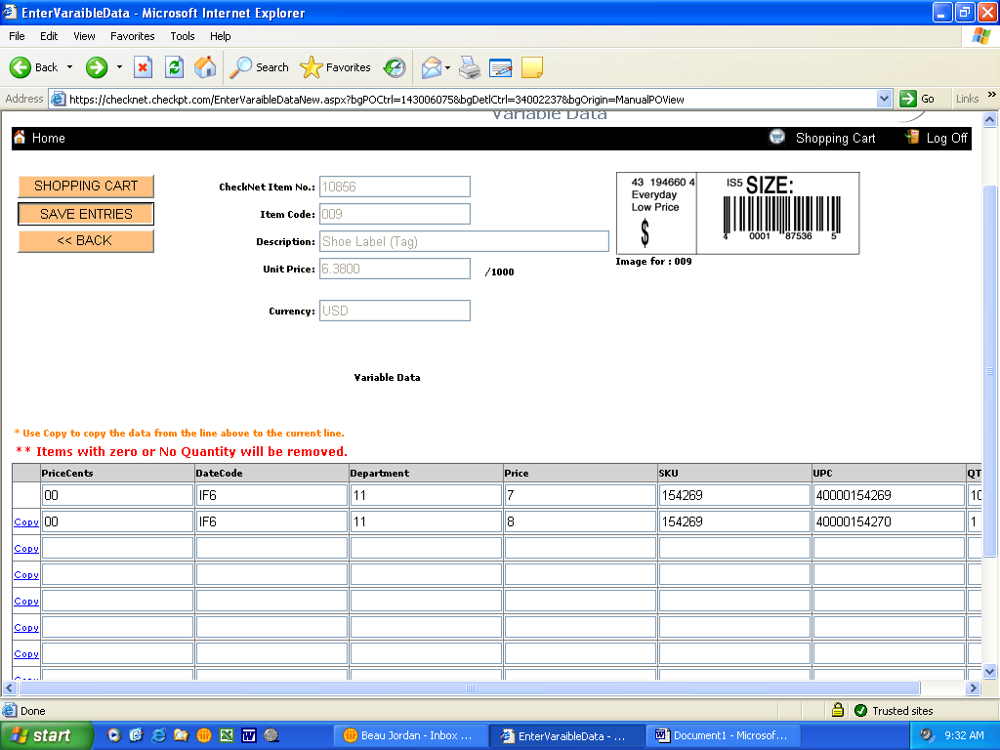 EnterVaraibleData - Microsoft Internet Explorer
File Edit View Favorites Tools Help
Back Search Favorites
Address https://checknet.checkpt.com/EnterVaraibleDataNew.aspx?bgPOCtrl=143006075&bgDetlCtrl=34002237&bgOrigin=ManualPOView Go Links »
Variable Data
Home Shopping Cart Log Off
SHOPPING CART
SAVE ENTRIES
<< BACK
CheckNet Item No.: 10856
Item Code: 009
Description: Shoe Label (Tag)
Unit Price: 6.3800 /1000
Currency: USD
43 194660 4
Everyday
Low Price
$
IS5 SIZE:
4 0001 87536 5
Image for : 009
Variable Data
* Use Copy to copy the data from the line above to the current line.
** Items with zero or No Quantity will be removed.
PriceCents DateCode Department Price SKU UPC QT
00 IF6 11 7 154269 40000154269 10
Copy 00 IF6 11 8 154269 40000154270 1
Copy
Copy
Copy
Copy
Copy
Copy
Done Trusted sites
start Beau Jordan - Inbox ... EnterVaraibleData - ... Document1 - Microsof... 9:32 AM